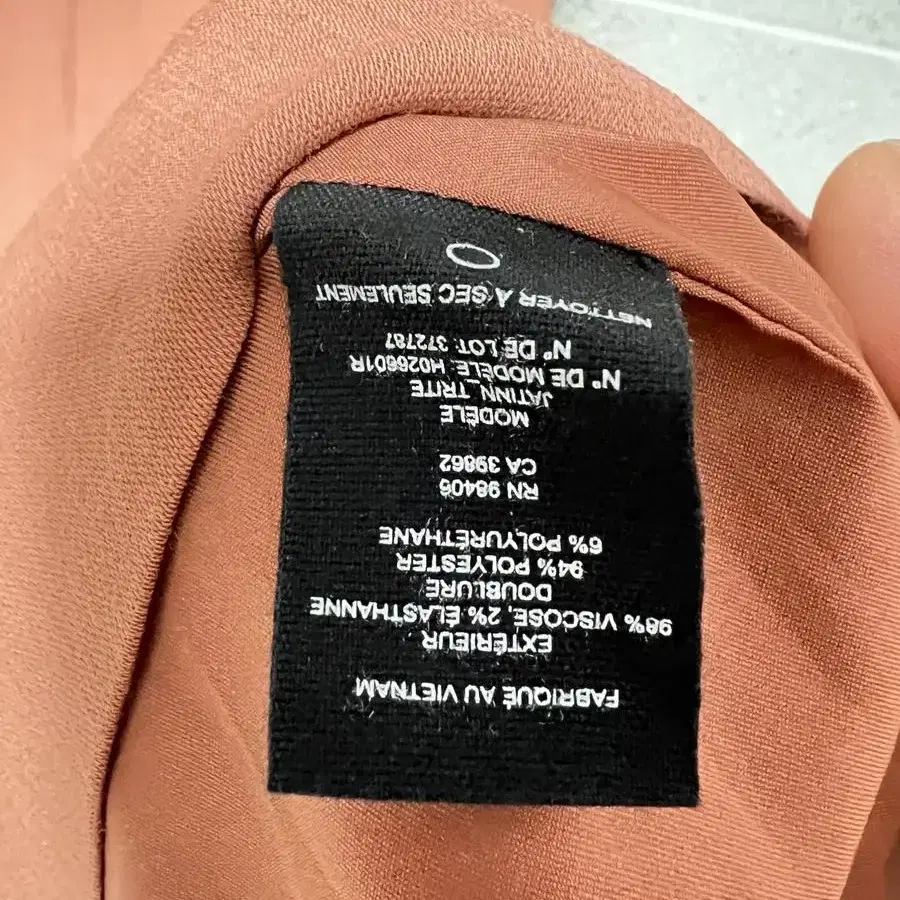 FABRIQUÉ AU VIETNAM
EXTÉRIEUR
98% VISCOSE, 2% ÉLASTHANNE
DOUBLURE
94% POLYESTER
6% POLYURÉTHANE
RN 98406
CA 39862
MODÈLE
JATINN_TRITE
N° DE MODÈLE: H0266601R
N° DE LOT: 372787
NETTOYER À SEC SEULEMENT